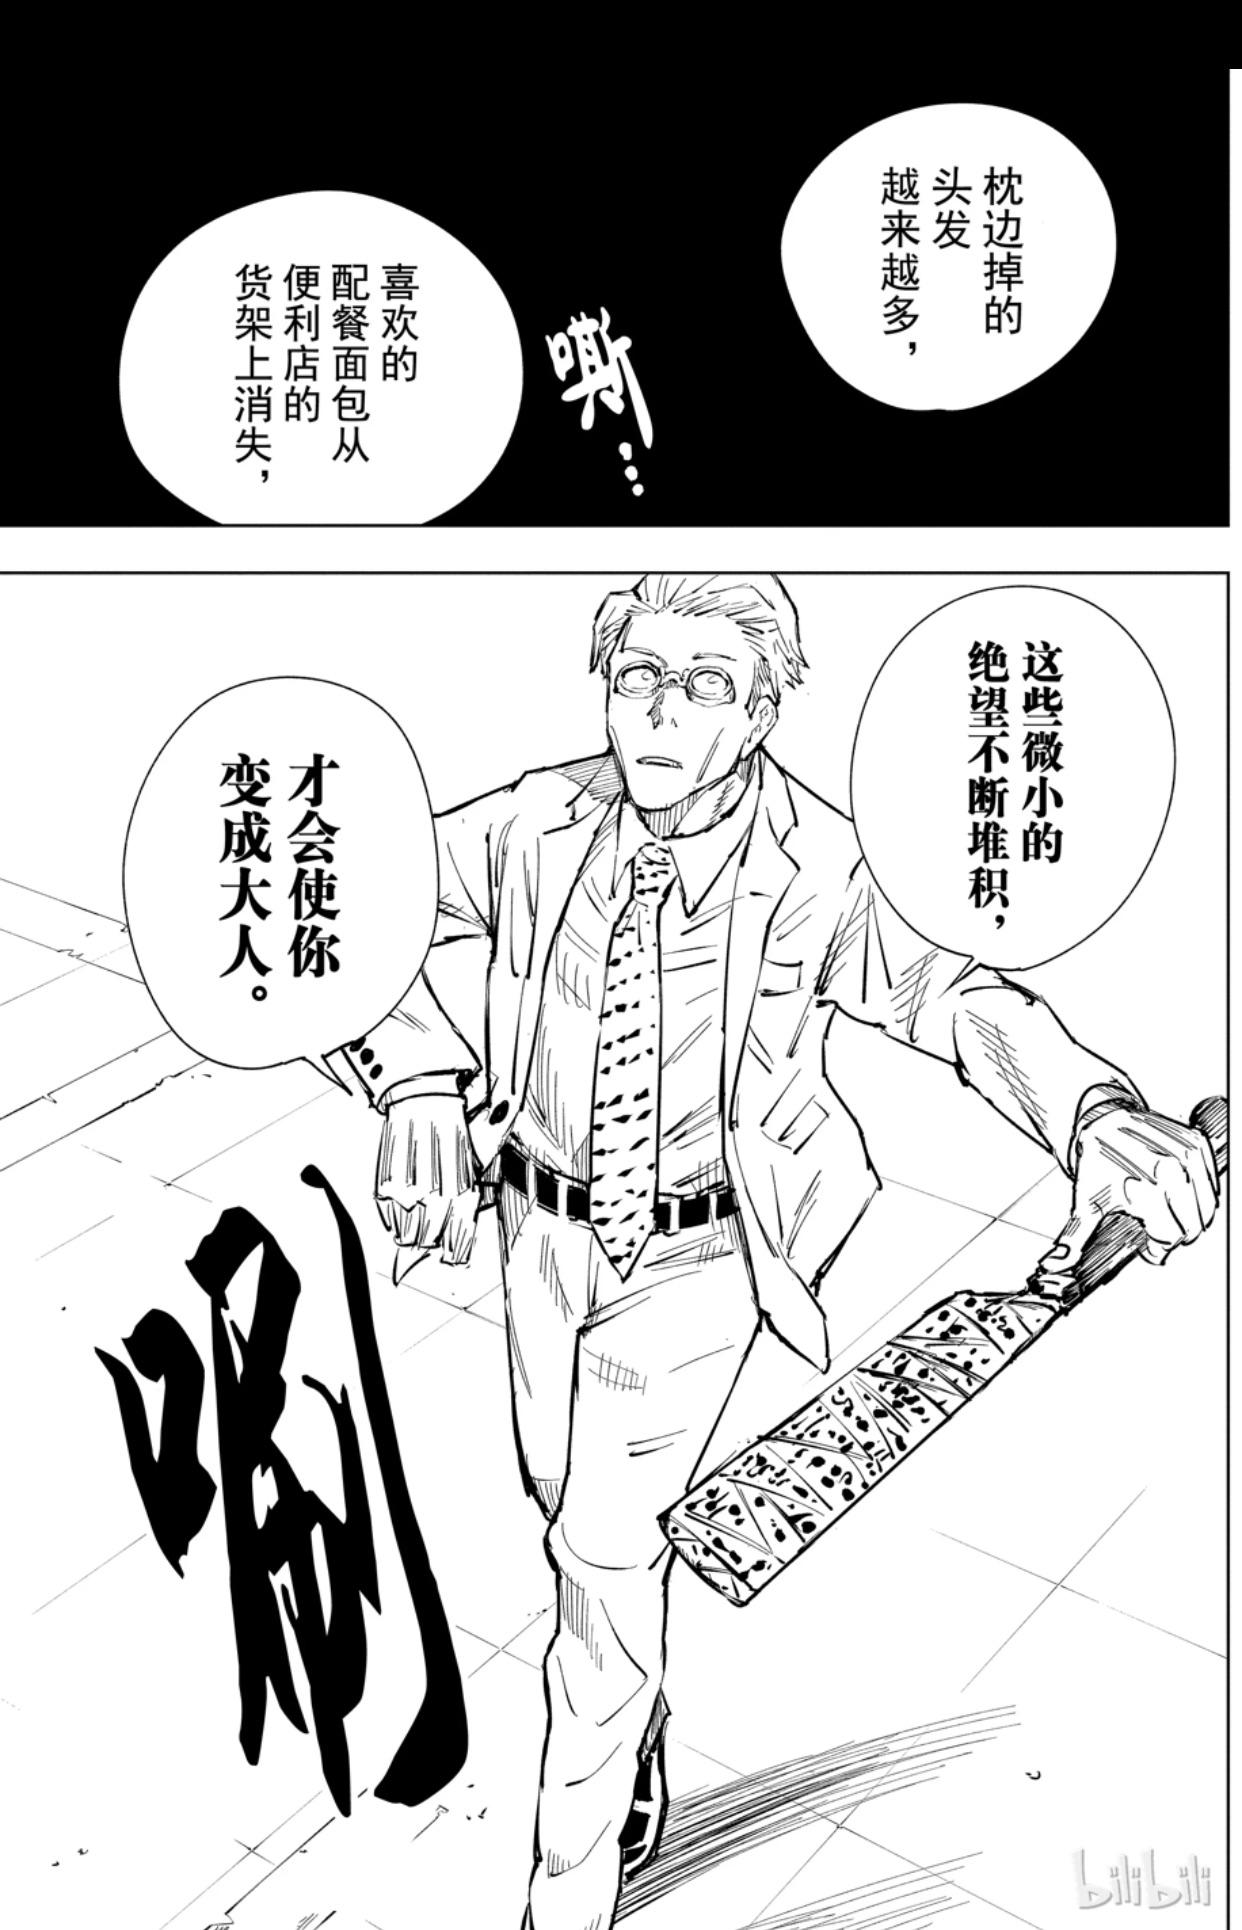 枕边掉的
头发
越来越多，
嘶…
喜欢的
配餐面包从
便利店的
货架上消失，
这些微小的
绝望不断堆积，
才会使你
变成大人。
唰
bilibili